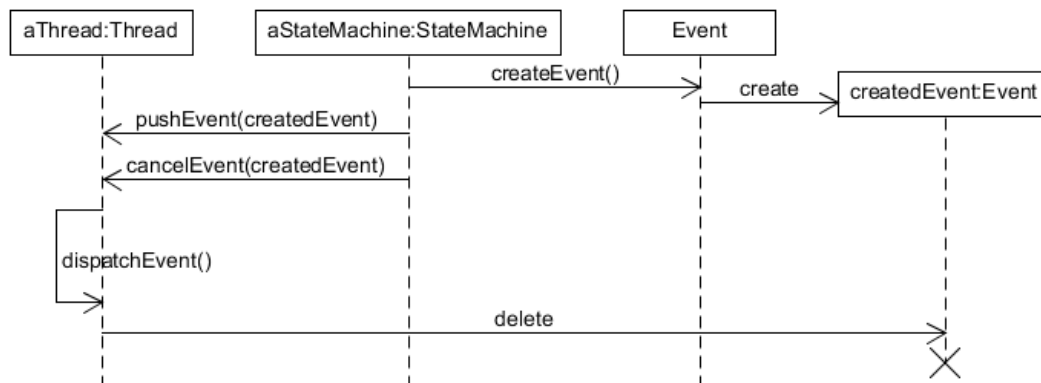 aThread:Thread
aStateMachine:StateMachine
Event
createEvent()
create
createdEvent:Event
pushEvent(createdEvent)
cancelEvent(createdEvent)
dispatchEvent()
delete